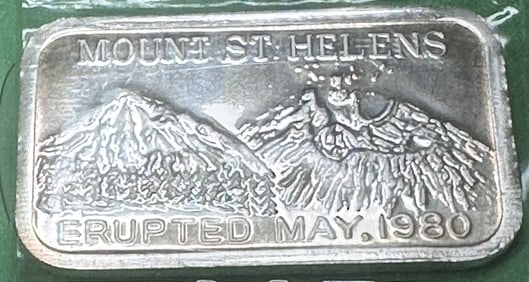 MOUNT ST. HELENS
ERUPTED MAY, 1980